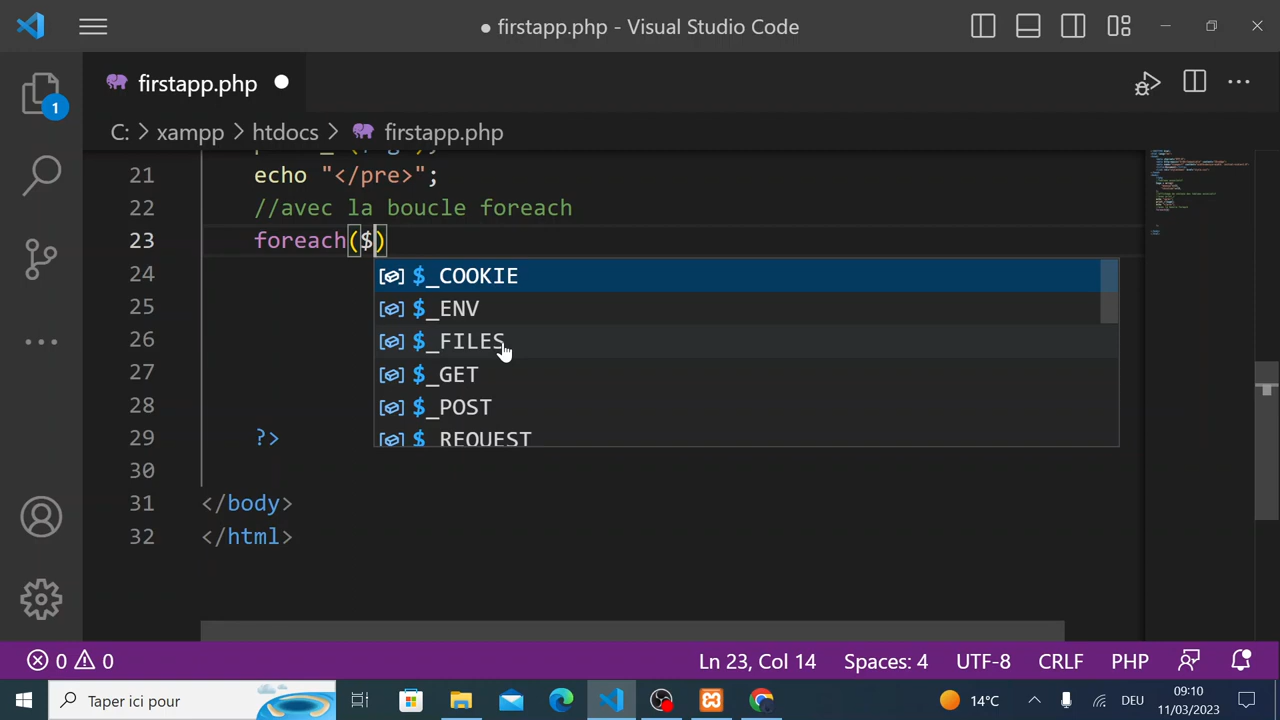 firstapp.php - Visual Studio Code
firstapp.php
1
C: > xampp > htdocs > firstapp.php
21 echo "</pre>";
22 //avec la boucle foreach
23 foreach($)
24 $_COOKIE
25 $_ENV
26 $_FILES
27 $_GET
28 $_POST
$_REQUEST
29 ?>
30
31 </body>
32 </html>
0 0 Ln 23, Col 14 Spaces: 4 UTF-8 CRLF PHP
Taper ici pour 14°C DEU 09:10
11/03/2023